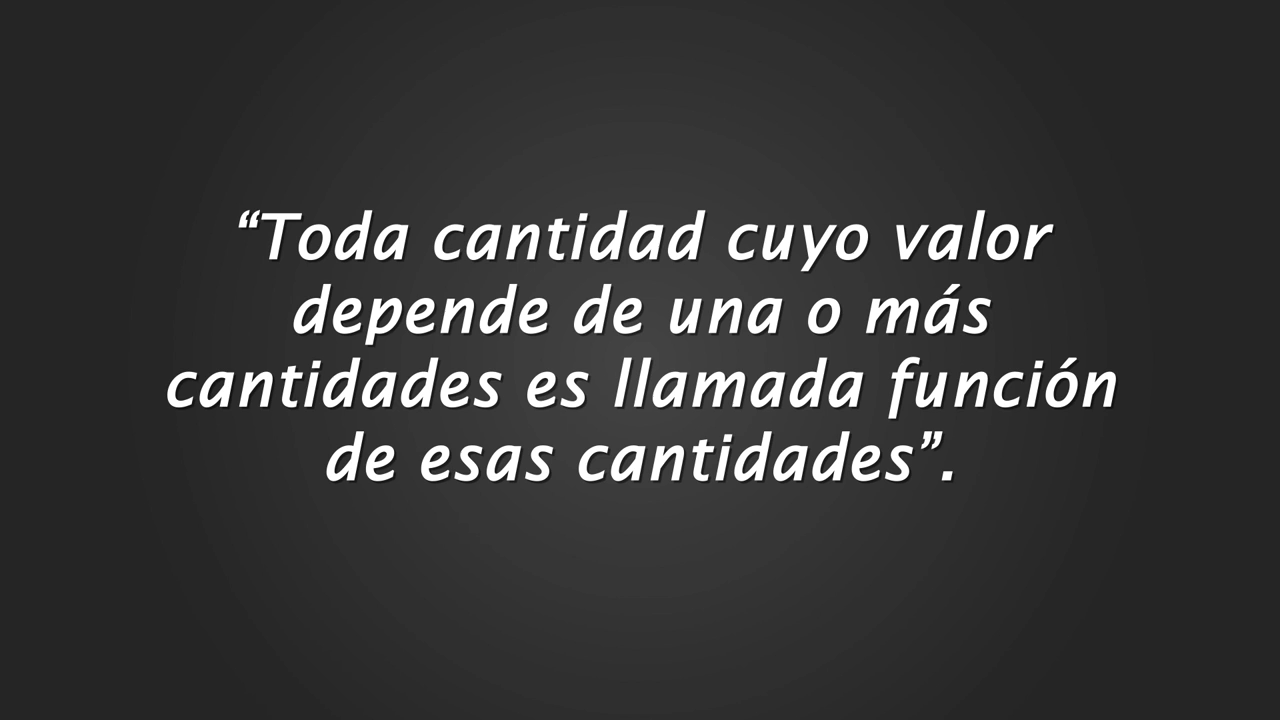 “Toda cantidad cuyo valor
depende de una o más
cantidades es llamada función
de esas cantidades”.